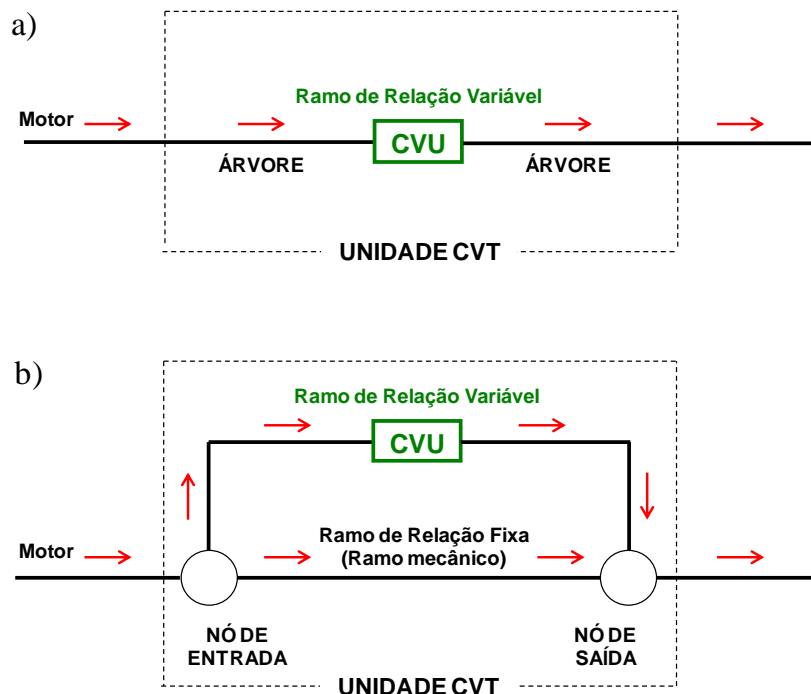 a)
Ramo de Relação Variável
Motor
CVU
ÁRVORE
ÁRVORE
UNIDADE CVT
b)
Ramo de Relação Variável
CVU
Ramo de Relação Fixa
(Ramo mecânico)
Motor
NÓ DE
ENTRADA
NÓ DE
SAÍDA
UNIDADE CVT